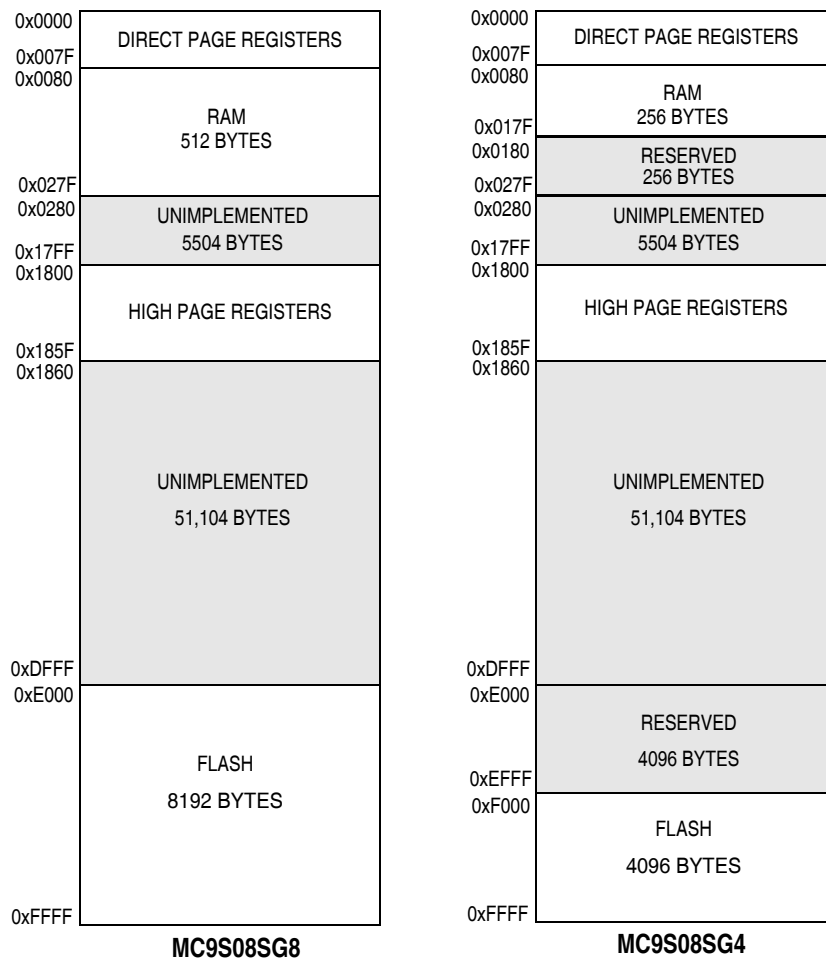 0x0000
DIRECT PAGE REGISTERS
0x007F
0x0080
RAM
512 BYTES
0x027F
0x0280
UNIMPLEMENTED
5504 BYTES
0x17FF
0x1800
HIGH PAGE REGISTERS
0x185F
0x1860
UNIMPLEMENTED
51,104 BYTES
0xDFFF
0xE000
FLASH
8192 BYTES
0xFFFF
MC9S08SG8
0x0000
DIRECT PAGE REGISTERS
0x007F
0x0080
RAM
256 BYTES
0x017F
0x0180
RESERVED
256 BYTES
0x027F
0x0280
UNIMPLEMENTED
5504 BYTES
0x17FF
0x1800
HIGH PAGE REGISTERS
0x185F
0x1860
UNIMPLEMENTED
51,104 BYTES
0xDFFF
0xE000
RESERVED
4096 BYTES
0xEFFF
0xF000
FLASH
4096 BYTES
0xFFFF
MC9S08SG4